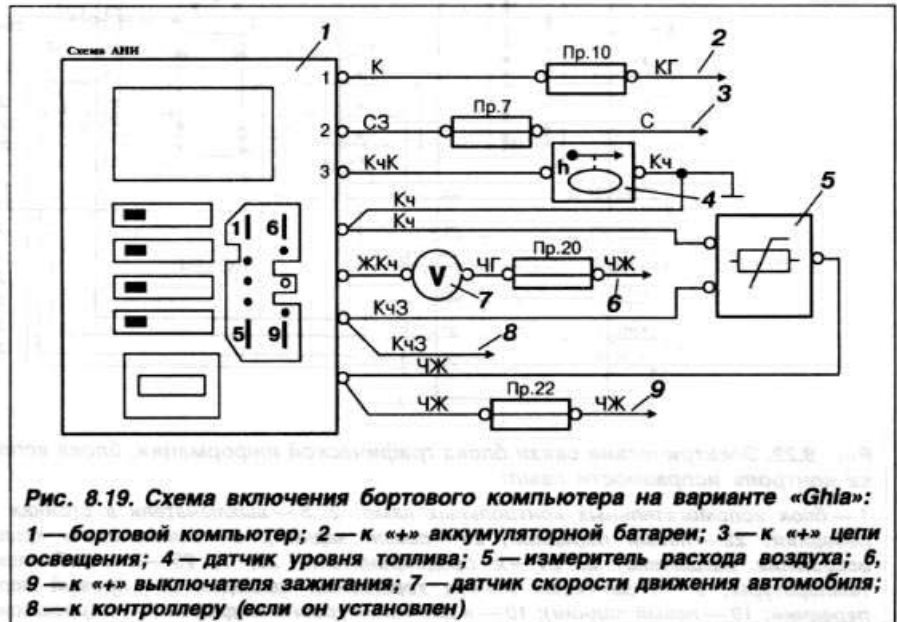 Схема АНИ
1
1 К Пр.10 КГ 2
2 СЗ Пр.7 С 3
3 КчК h Кч 4
Кч
Кч 5
1 6
ЖКч V ЧГ Пр.20 ЧЖ
7 6
КчЗ
5 9
КчЗ 8
ЧЖ
ЧЖ Пр.22 ЧЖ 9
Рис. 8.19. Схема включения бортового компьютера на варианте «Ghia»:
1 — бортовой компьютер; 2 — к «+» аккумуляторной батареи; 3 — к «+» цепи
освещения; 4 — датчик уровня топлива; 5 — измеритель расхода воздуха; 6,
9 — к «+» выключателя зажигания; 7 — датчик скорости движения автомобиля;
8 — к контроллеру (если он установлен)